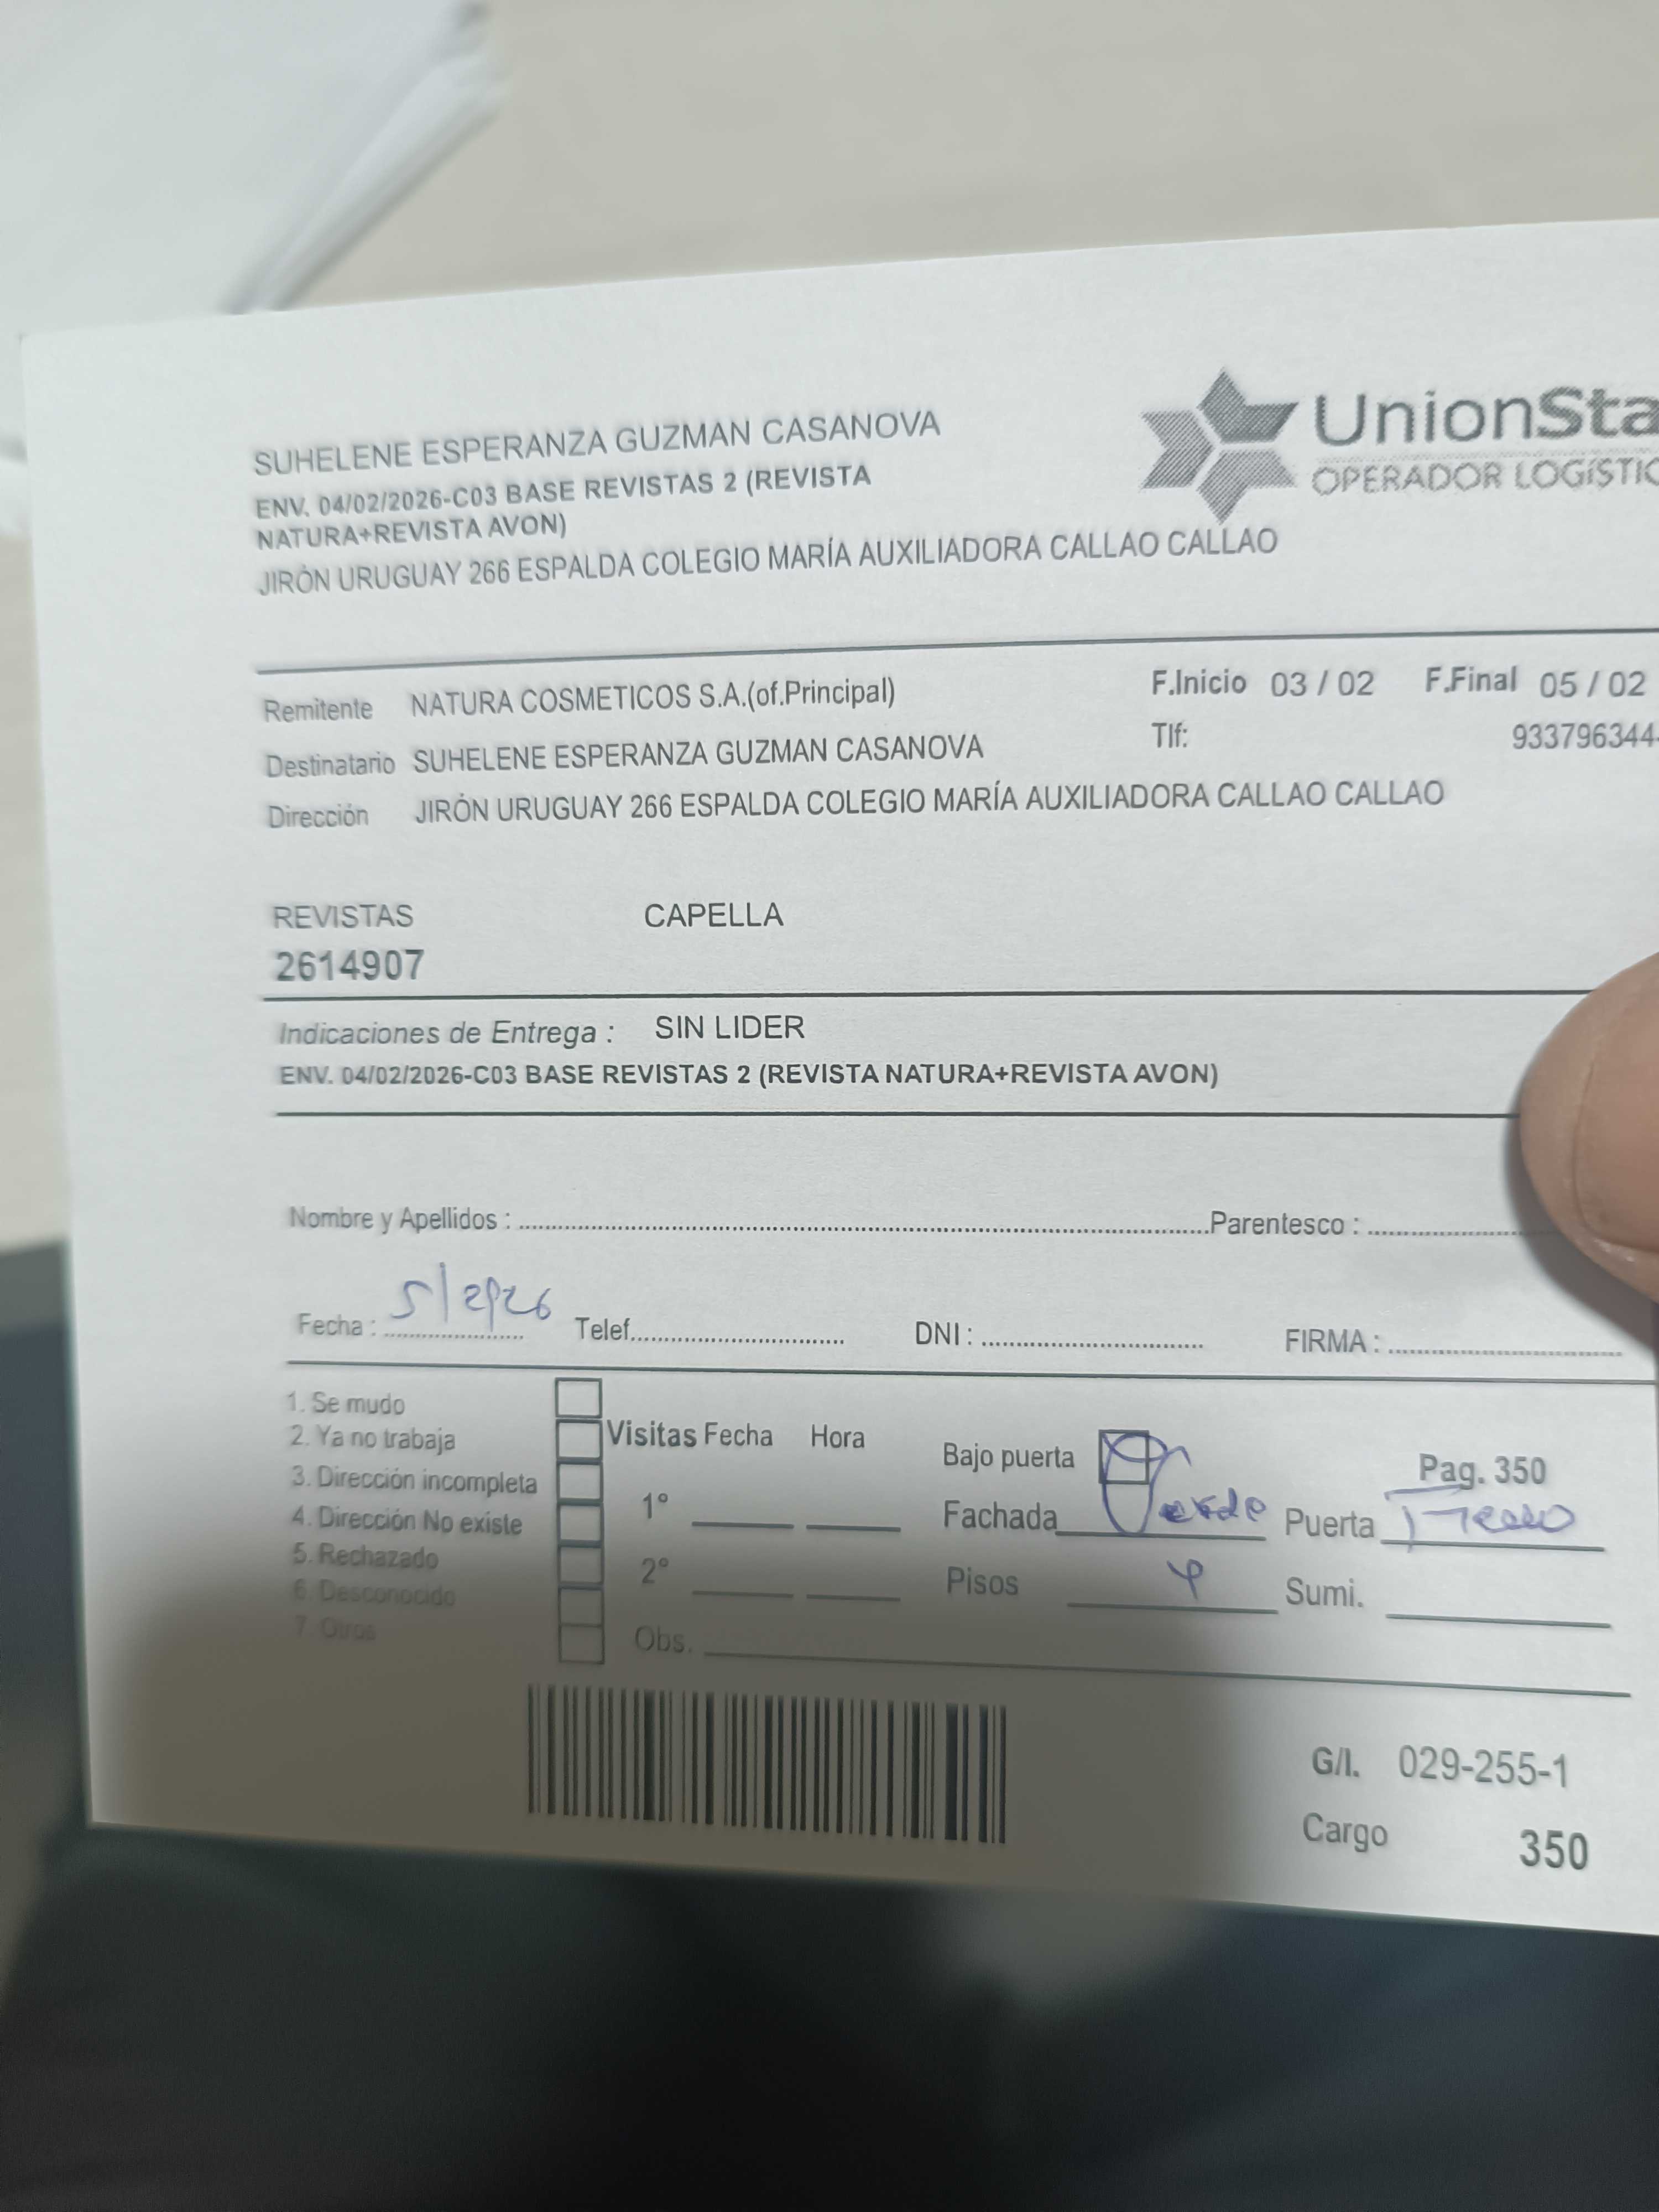 SUHELENE ESPERANZA GUZMAN CASANOVA
ENV. 04/02/2026-C03 BASE REVISTAS 2 (REVISTA
NATURA+REVISTA AVON)
JIRÓN URUGUAY 266 ESPALDA COLEGIO MARÍA AUXILIADORA CALLAO CALLAO
UnionSta
OPERADOR LOGÍSTIC
Remitente NATURA COSMETICOS S.A.(of.Principal) F.Inicio 03 / 02 F.Final 05 / 02
Destinatario SUHELENE ESPERANZA GUZMAN CASANOVA Tlf: 933796344
Dirección JIRÓN URUGUAY 266 ESPALDA COLEGIO MARÍA AUXILIADORA CALLAO CALLAO
REVISTAS CAPELLA
2614907
Indicaciones de Entrega : SIN LIDER
ENV. 04/02/2026-C03 BASE REVISTAS 2 (REVISTA NATURA+REVISTA AVON)
Nombre y Apellidos : Parentesco :
Fecha : 5/2/26 Telef. DNI : FIRMA :
1. Se mudo
2. Ya no trabaja
3. Dirección incompleta
4. Dirección No existe
5. Rechazado
6. Desconocido
7. Otros
Visitas Fecha Hora
1°
2°
Obs.
Bajo puerta
Fachada Verde
Pisos 4
Pag. 350
Puerta
Sumi.
G/I. 029-255-1
Cargo 350